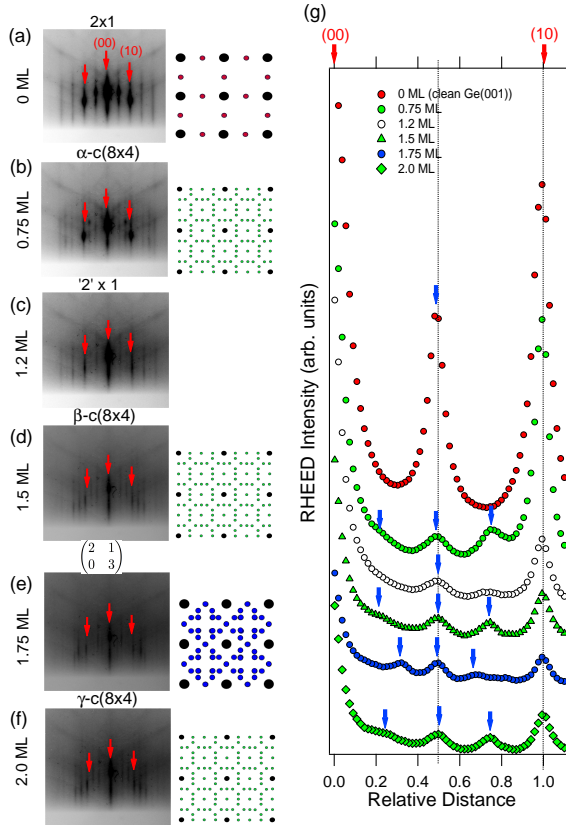 (a)
2x1
(00)
(10)
0 ML
(b)
α-c(8x4)
0.75 ML
(c)
'2' x 1
1.2 ML
(d)
β-c(8x4)
1.5 ML
(e)
(2 1
0 3)
1.75 ML
(f)
γ-c(8x4)
2.0 ML
(g)
(00)
(10)
0 ML (clean Ge(001))
0.75 ML
1.2 ML
1.5 ML
1.75 ML
2.0 ML
RHEED Intensity (arb. units)
0.0 0.2 0.4 0.6 0.8 1.0
Relative Distance